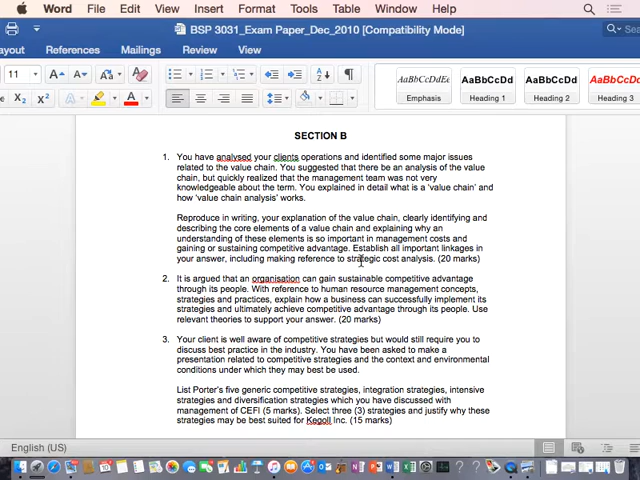 Word File Edit View Insert Format Tools Table Window Help
BSP 3031_Exam Paper_Dec_2010 [Compatibility Mode]
Sea
ayout References Mailings Review View
11 A A Aa
AaBbCcDdEe AaBbCcDd AaBbCcDd AaBbCcDd
X₂ X² A A
Emphasis Heading 1 Heading 2 Heading 3
SECTION B
1. You have analysed your clients operations and identified some major issues
related to the value chain. You suggested that there be an analysis of the value
chain, but quickly realized that the management team was not very
knowledgeable about the term. You explained in detail what is a 'value chain' and
how 'value chain analysis' works.
Reproduce in writing, your explanation of the value chain, clearly identifying and
describing the core elements of a value chain and explaining why an
understanding of these elements is so important in management costs and
gaining or sustaining competitive advantage. Establish all important linkages in
your answer, including making reference to strategic cost analysis. (20 marks)
2. It is argued that an organisation can gain sustainable competitive advantage
through its people. With reference to human resource management concepts,
strategies and practices, explain how a business can successfully implement its
strategies and ultimately achieve competitive advantage through its people. Use
relevant theories to support your answer. (20 marks)
3. Your client is well aware of competitive strategies but would still require you to
discuss best practice in the industry. You have been asked to make a
presentation related to competitive strategies and the context and environmental
conditions under which they may best be used.
List Porter's five generic competitive strategies, integration strategies, intensive
strategies and diversification strategies which you have discussed with
management of CEFI (5 marks). Select three (3) strategies and justify why these
strategies may be best suited for Kegoll Inc. (15 marks)
English (US)